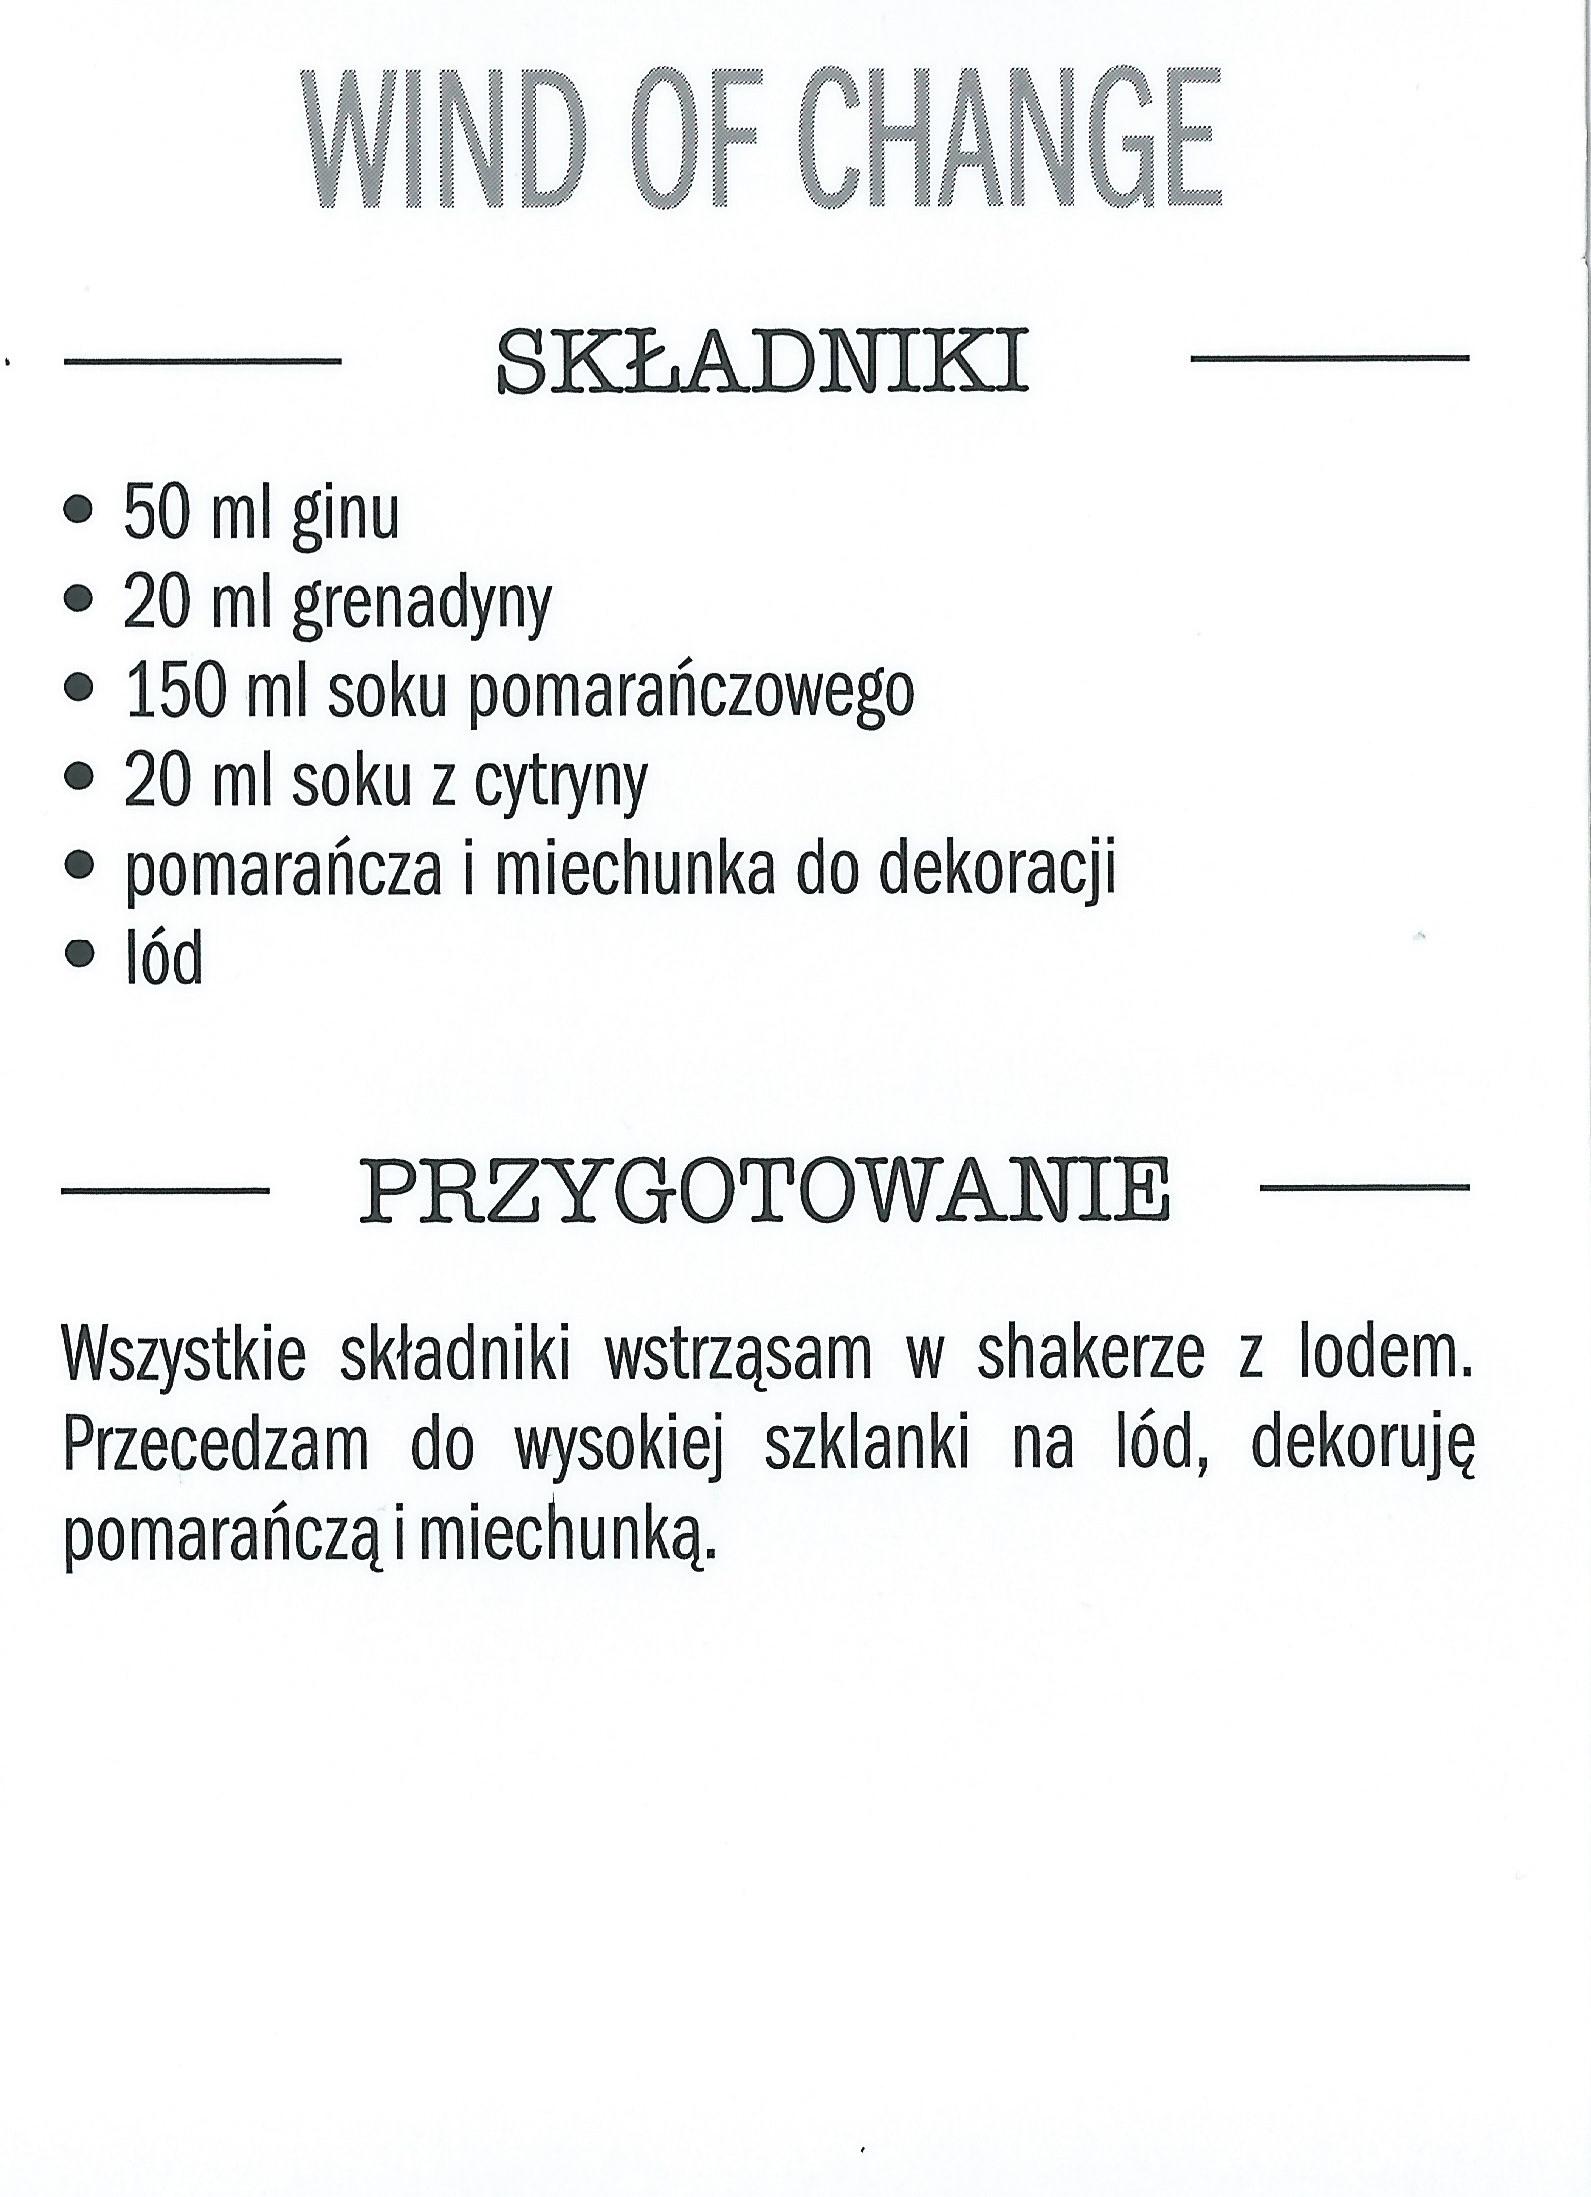 WIND OF CHANGE
SKŁADNIKI
• 50 ml ginu
• 20 ml grenadyny
• 150 ml soku pomarańczowego
• 20 ml soku z cytryny
• pomarańcza i miechunka do dekoracji
• lód
PRZYGOTOWANIE
Wszystkie składniki wstrząsam w shakerze z lodem.
Przecedzam do wysokiej szklanki na lód, dekoruję
pomarańczą i miechunką.